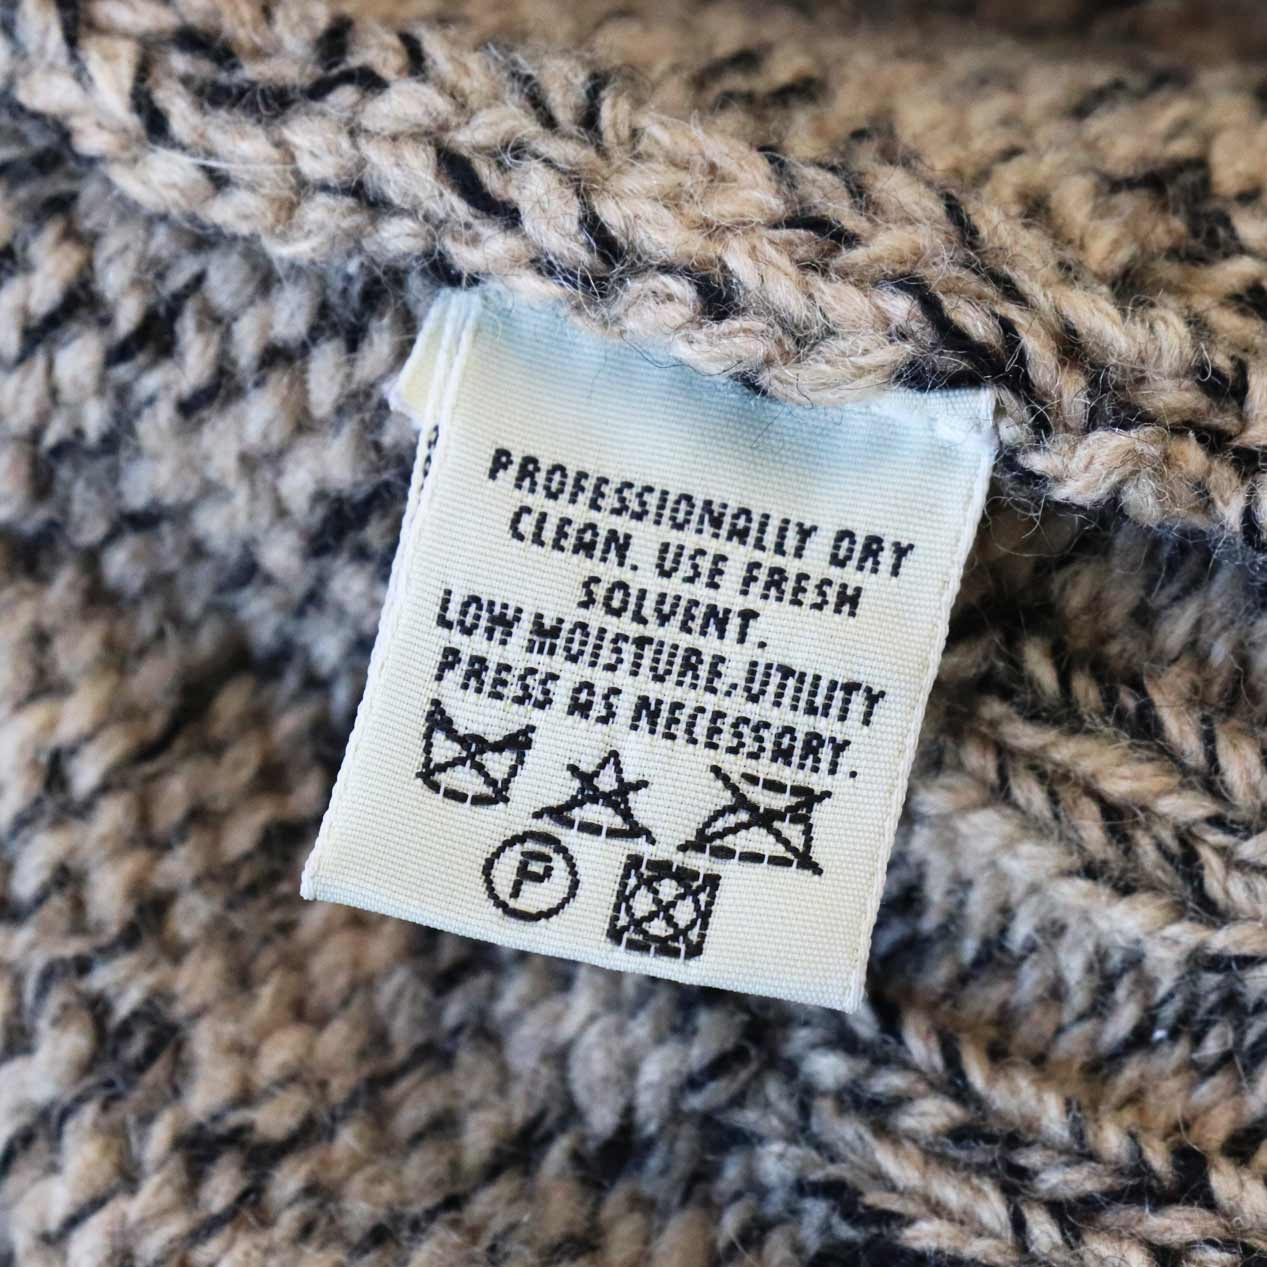 PROFESSIONALLY DRY
CLEAN. USE FRESH
SOLVENT.
LOW MOISTURE. UTILITY
PRESS AS NECESSARY.
P